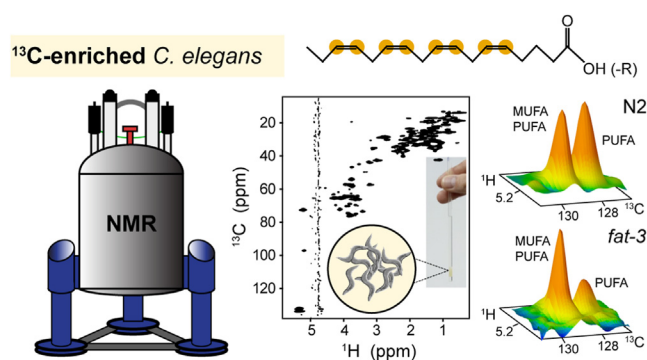 ¹³C-enriched C. elegans
O
OH (-R)
NMR
20
40
60
80
100
120
¹³C (ppm)
5 4 3 2 1
¹H (ppm)
N2
MUFA
PUFA
PUFA
¹H
5.2
130
128
¹³C
fat-3
MUFA
PUFA
PUFA
¹H
5.2
130
128
¹³C